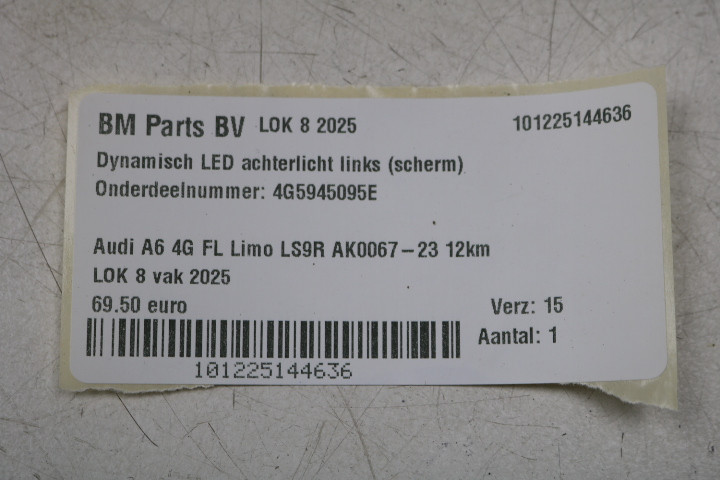 BM Parts BV LOK 8 2025 101225144636
Dynamisch LED achterlicht links (scherm)
Onderdeelnummer: 4G5945095E
Audi A6 4G FL Limo LS9R AK0067-23 12km
LOK 8 vak 2025
69.50 euro Verz: 15
Aantal: 1
101225144636